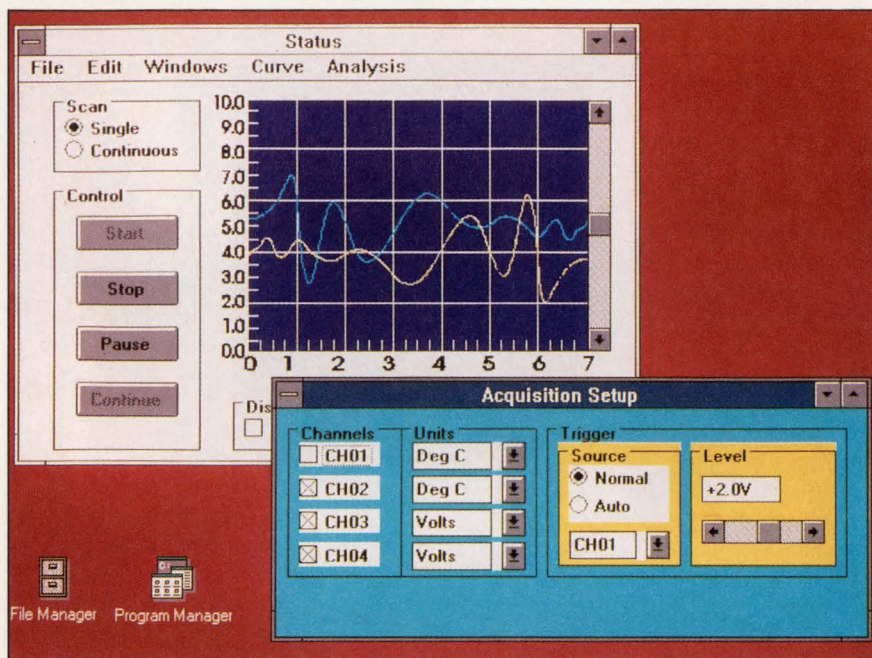 Status
File Edit Windows Curve Analysis
Scan
Single
Continuous
Control
Start
Stop
Pause
Continue
10.0
9.0
8.0
7.0
6.0
5.0
4.0
3.0
2.0
1.0
0.0
0 1 2 3 4 5 6 7
Dis
Acquisition Setup
Channels Units
CH01 Deg C
CH02 Deg C
CH03 Volts
CH04 Volts
Trigger
Source
Normal
Auto
CH01
Level
+2.0V
File Manager
Program Manager